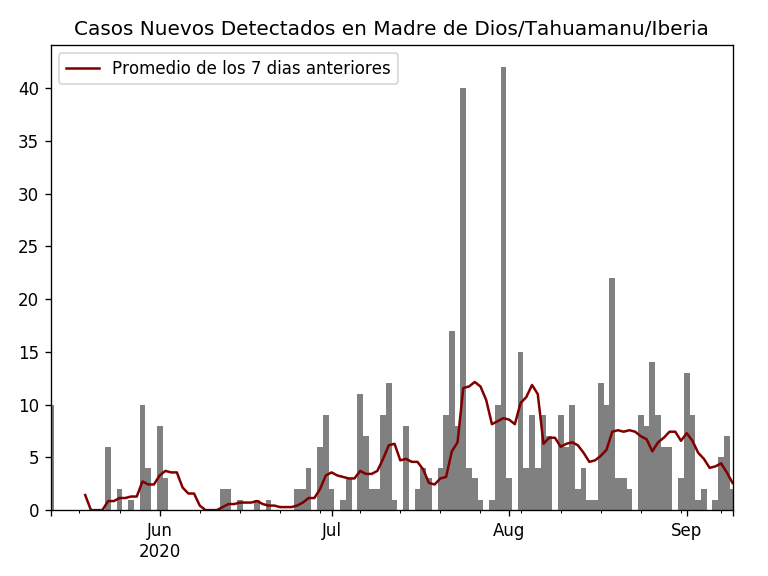 Casos Nuevos Detectados en Madre de Dios/Tahuamanu/Iberia
Promedio de los 7 dias anteriores
40
35
30
25
20
15
10
5
0
Jun
2020
Jul
Aug
Sep